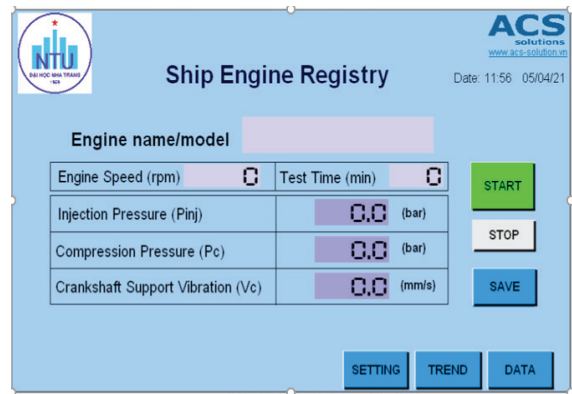 NTU
ĐẠI HỌC NHA TRANG
ACS
solutions
www.acs-solution.vn
Ship Engine Registry
Date: 11:56 05/04/21
Engine name/model
Engine Speed (rpm) 0 Test Time (min) 0
START
Injection Pressure (Pinj) 0.0 (bar)
STOP
Compression Pressure (Pc) 0.0 (bar)
Crankshaft Support Vibration (Vc) 0.0 (mm/s)
SAVE
SETTING TREND DATA